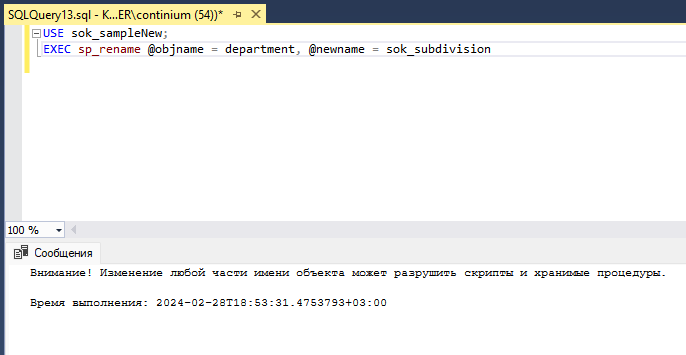 SQLQuery13.sql - K...ER\continium (54))*
USE sok_sampleNew;
EXEC sp_rename @objname = department, @newname = sok_subdivision
100 %
Сообщения
Внимание! Изменение любой части имени объекта может разрушить скрипты и хранимые процедуры.
Время выполнения: 2024-02-28T18:53:31.4753793+03:00